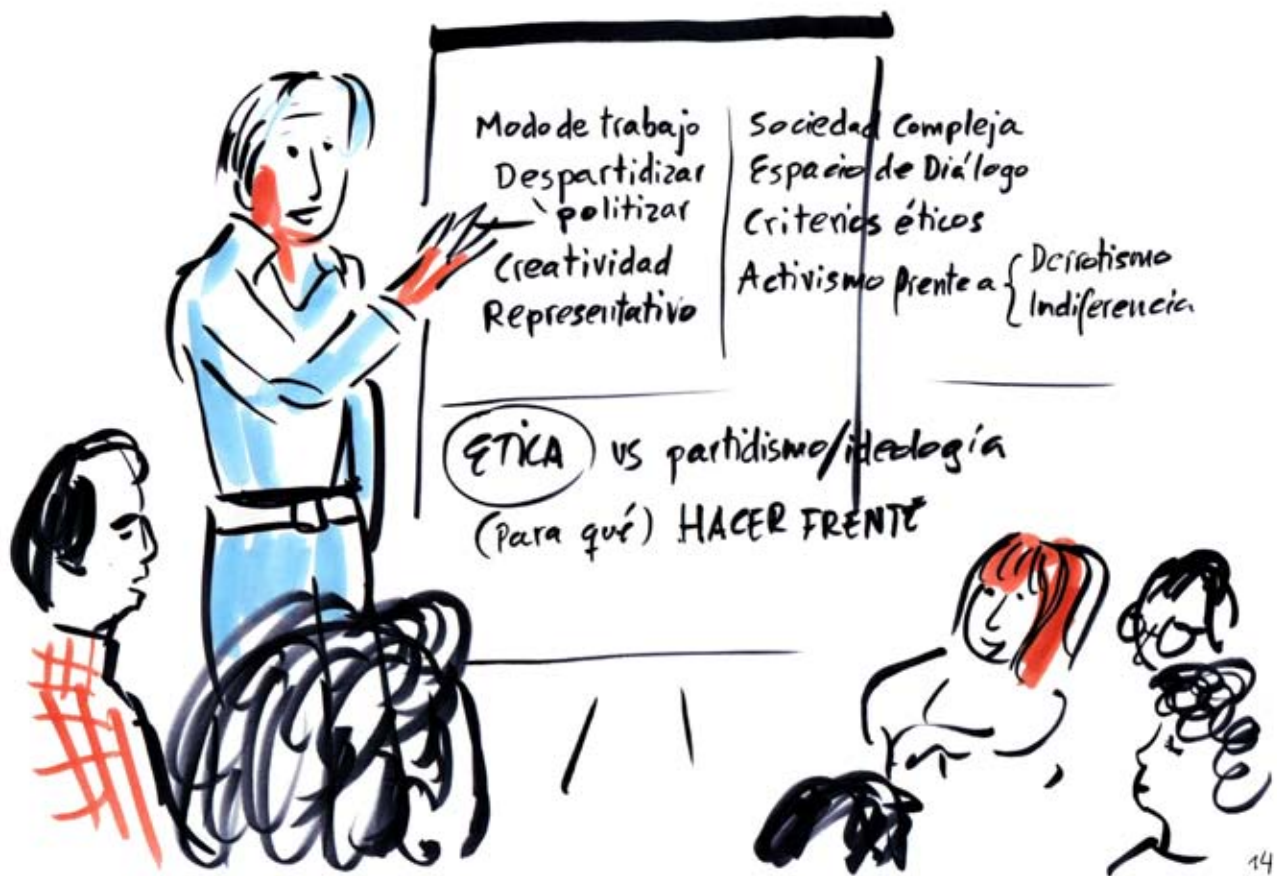 Modo de trabajo
Despartidizar
politizar
Creatividad
Representativo
Sociedad Compleja
Espacio de Diálogo
Criterios éticos
Activismo frente a { Derrotismo
Indiferencia
ETICA vs partidismo/ideología
(Para qué) HACER FRENTE
14